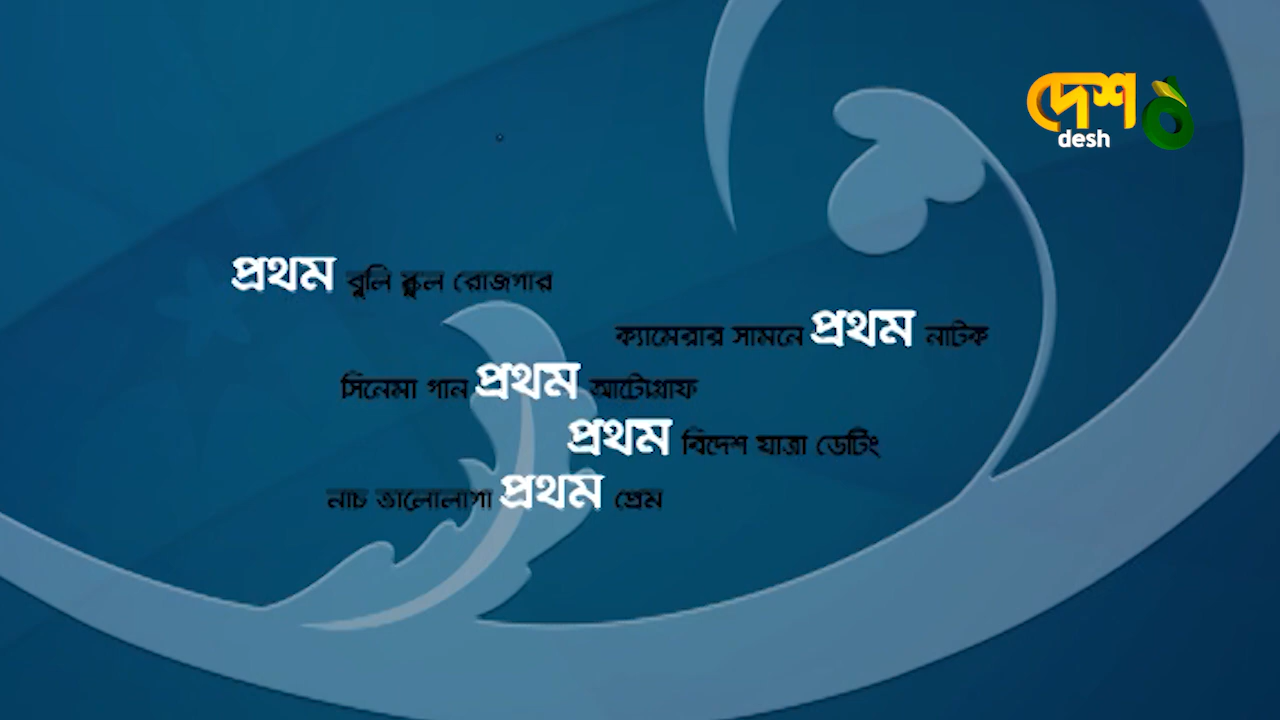 দেশ
desh
প্রথম বুলি স্কুল রোজগার
ক্যামেরার সামনে প্রথম নাটক
সিনেমা গান প্রথম অটোগ্রাফ
প্রথম বিদেশ যাত্রা ডেটিং
নাচ ভালোলাগা প্রথম প্রেম